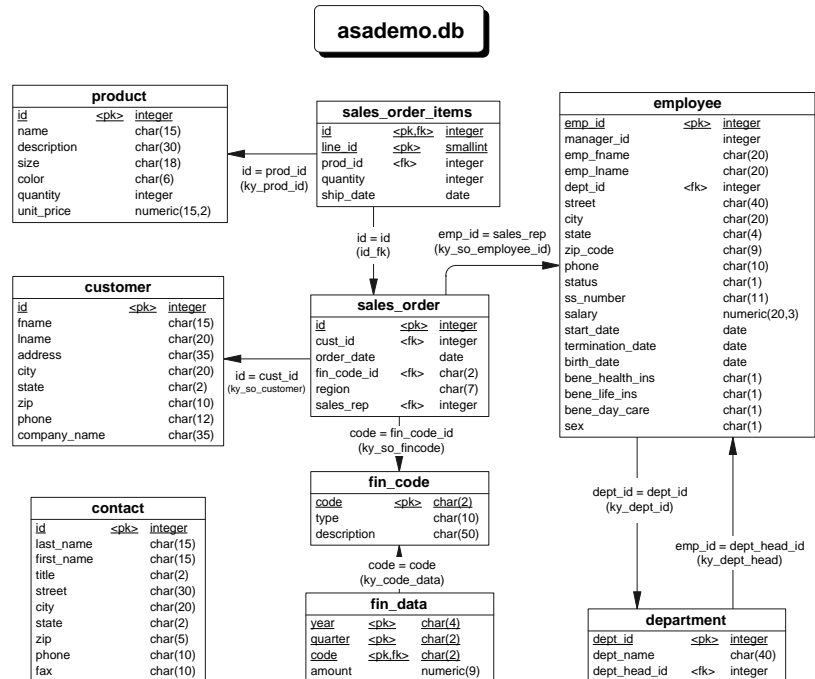 asademo.db
product
id <pk> integer
name char(15)
description char(30)
size char(18)
color char(6)
quantity integer
unit_price numeric(15,2)
id = prod_id
(ky_prod_id)
sales_order_items
id <pk,fk> integer
line_id <pk> smallint
prod_id <fk> integer
quantity integer
ship_date date
id = id
(id_fk)
emp_id = sales_rep
(ky_so_employee_id)
employee
emp_id <pk> integer
manager_id integer
emp_fname char(20)
emp_lname char(20)
dept_id <fk> integer
street char(40)
city char(20)
state char(4)
zip_code char(9)
phone char(10)
status char(1)
ss_number char(11)
salary numeric(20,3)
start_date date
termination_date date
birth_date date
bene_health_ins char(1)
bene_life_ins char(1)
bene_day_care char(1)
sex char(1)
customer
id <pk> integer
fname char(15)
lname char(20)
address char(35)
city char(20)
state char(2)
zip char(10)
phone char(12)
company_name char(35)
id = cust_id
(ky_so_customer)
sales_order
id <pk> integer
cust_id <fk> integer
order_date date
fin_code_id <fk> char(2)
region char(7)
sales_rep <fk> integer
code = fin_code_id
(ky_so_fincode)
fin_code
code <pk> char(2)
type char(10)
description char(50)
code = code
(ky_code_data)
fin_data
year <pk> char(4)
quarter <pk> char(2)
code <pk,fk> char(2)
amount numeric(9)
contact
id <pk> integer
last_name char(15)
first_name char(15)
title char(2)
street char(30)
city char(20)
state char(2)
zip char(5)
phone char(10)
fax char(10)
dept_id = dept_id
(ky_dept_id)
emp_id = dept_head_id
(ky_dept_head)
department
dept_id <pk> integer
dept_name char(40)
dept_head_id <fk> integer